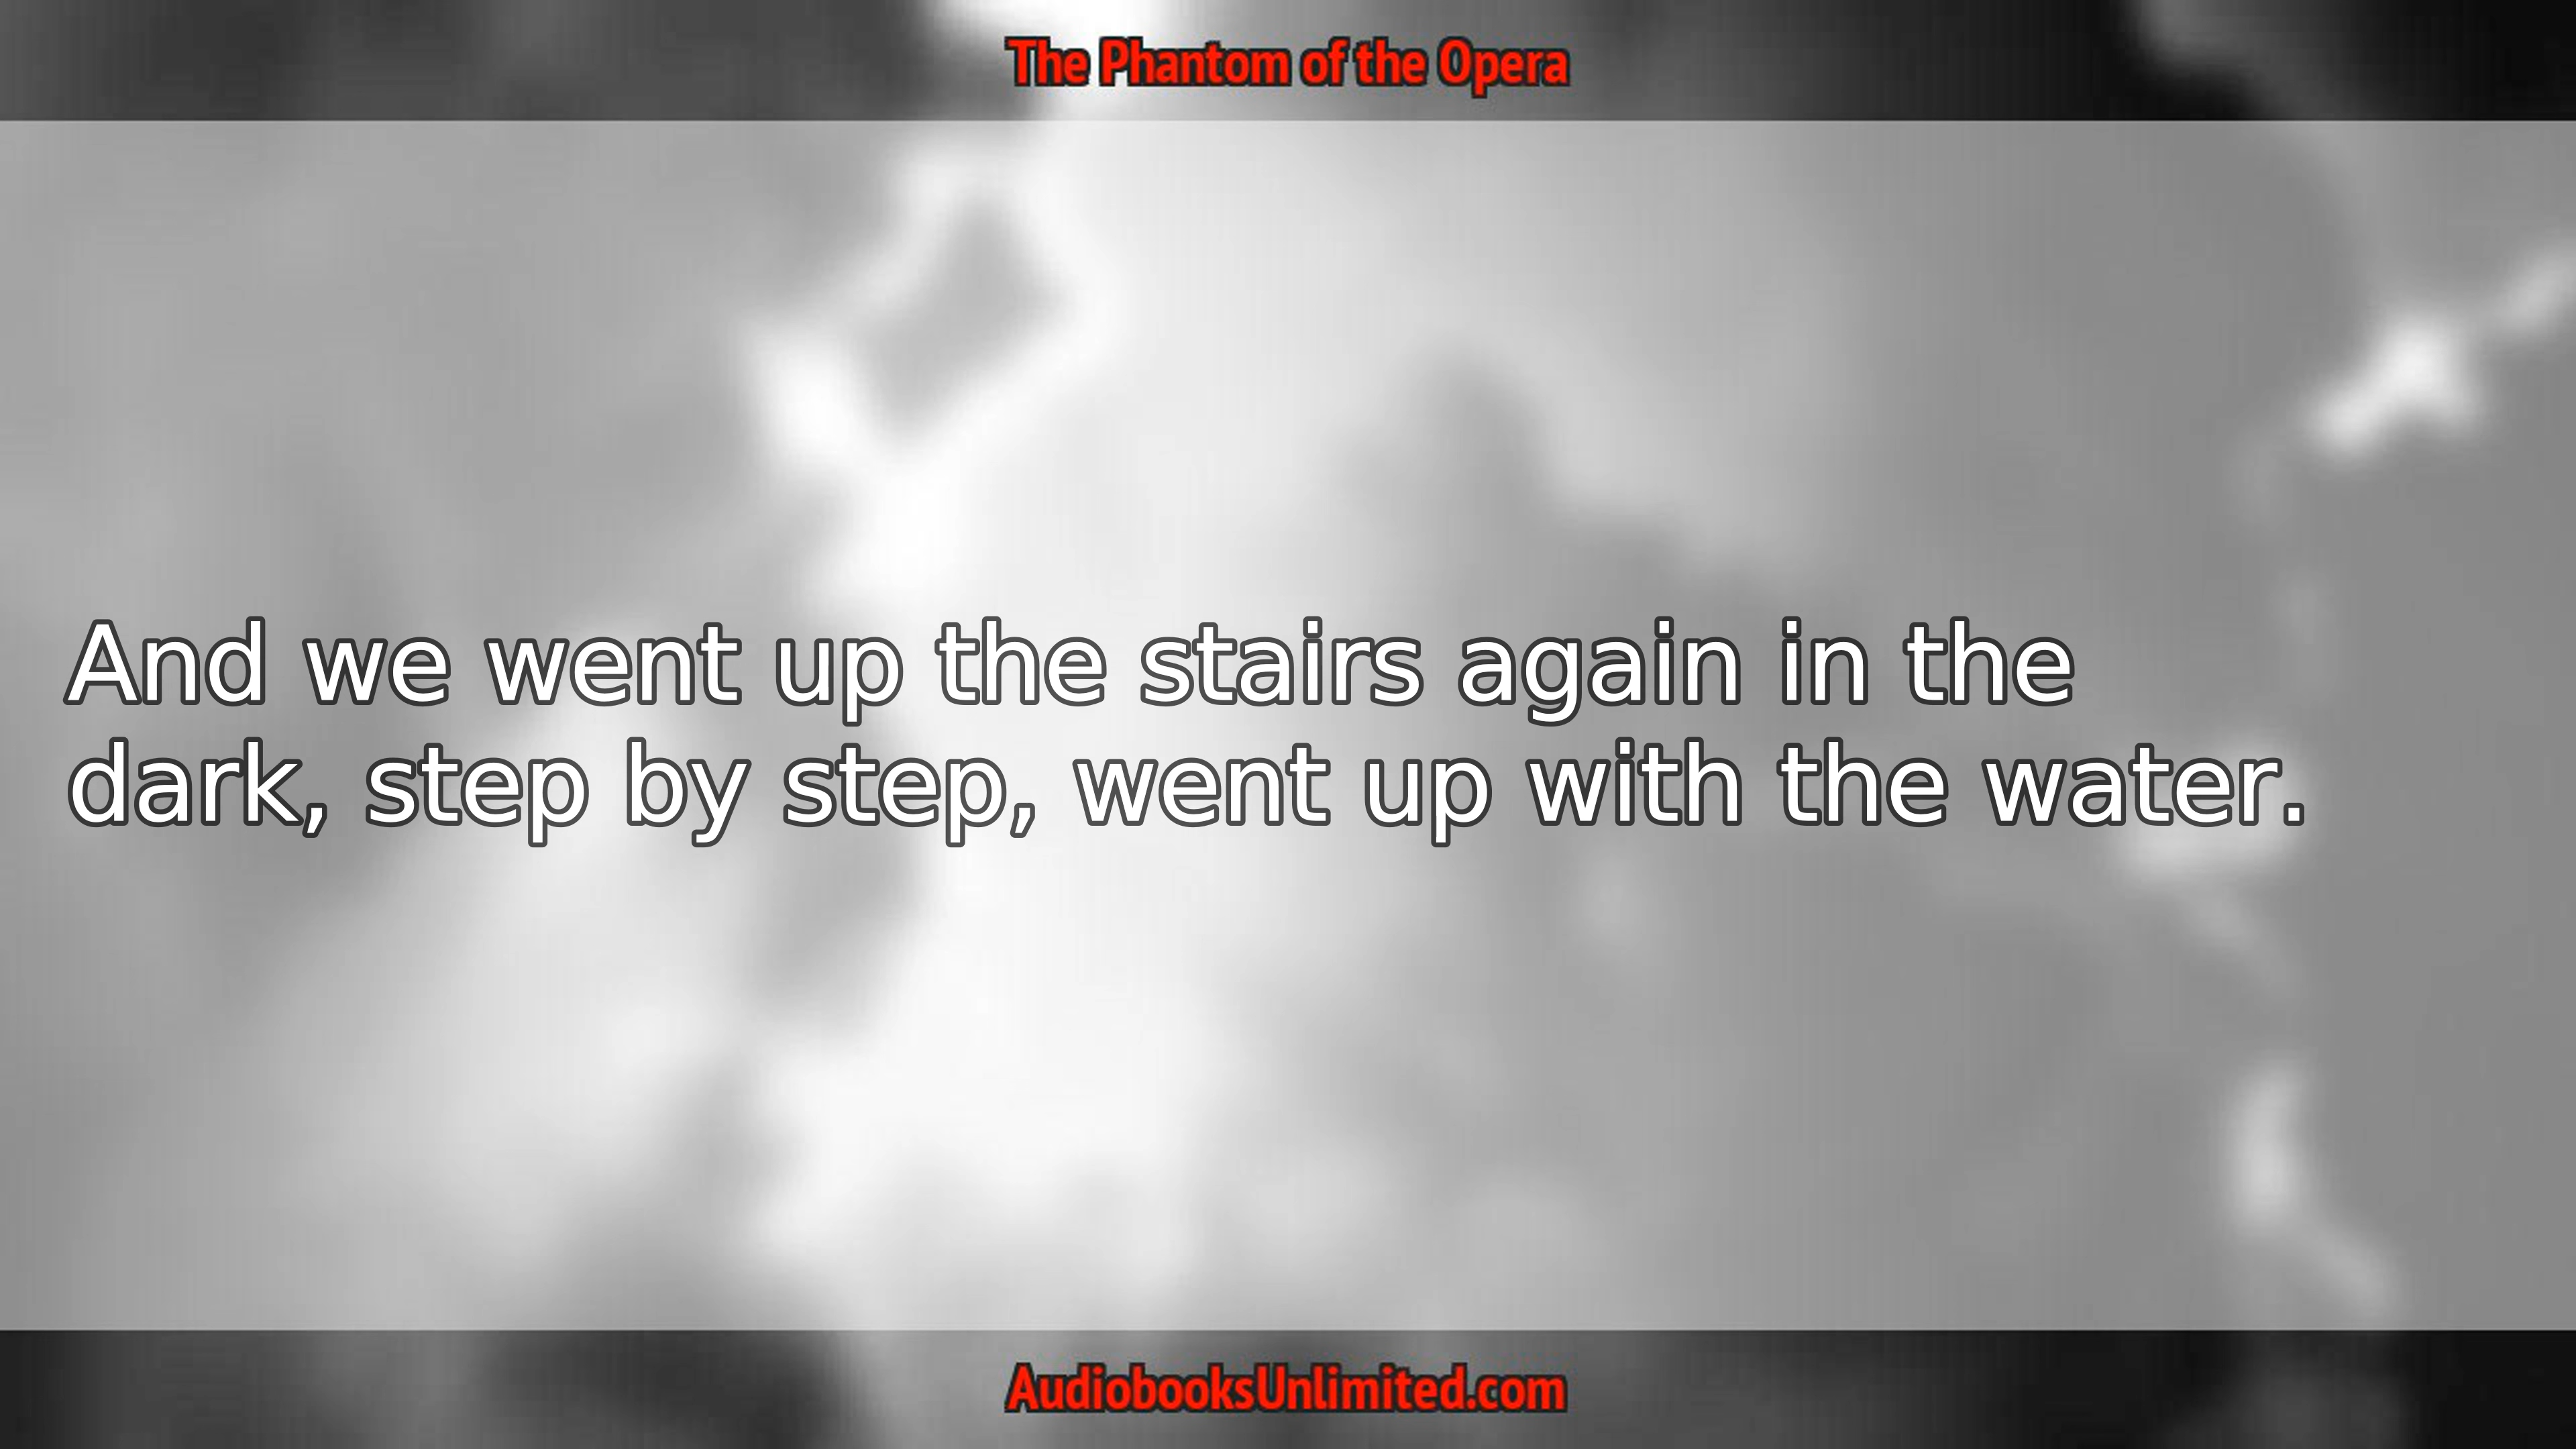 The Phantom of the Opera
And we went up the stairs again in the
dark, step by step, went up with the water.
AudiobooksUnlimited.com